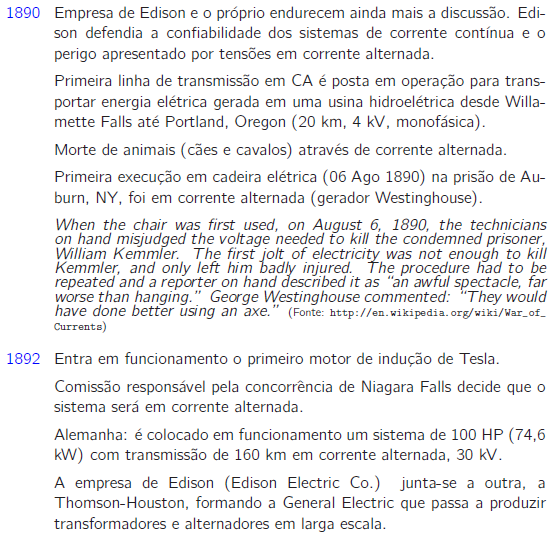 1890 Empresa de Edison e o próprio endurecem ainda mais a discussão. Edi-
son defendia a confiabilidade dos sistemas de corrente contínua e o
perigo apresentado por tensões em corrente alternada.
Primeira linha de transmissão em CA é posta em operação para trans-
portar energia elétrica gerada em uma usina hidroelétrica desde Willa-
mette Falls até Portland, Oregon (20 km, 4 kV, monofásica).
Morte de animais (cães e cavalos) através de corrente alternada.
Primeira execução em cadeira elétrica (06 Ago 1890) na prisão de Au-
burn, NY, foi em corrente alternada (gerador Westinghouse).
When the chair was first used, on August 6, 1890, the technicians
on hand misjudged the voltage needed to kill the condemned prisoner,
William Kemmler. The first jolt of electricity was not enough to kill
Kemmler, and only left him badly injured. The procedure had to be
repeated and a reporter on hand described it as “an awful spectacle, far
worse than hanging.” George Westinghouse commented: “They would
have done better using an axe.” (Fonte: http://en.wikipedia.org/wiki/War_of_
Currents)
1892 Entra em funcionamento o primeiro motor de indução de Tesla.
Comissão responsável pela concorrência de Niagara Falls decide que o
sistema será em corrente alternada.
Alemanha: é colocado em funcionamento um sistema de 100 HP (74,6
kW) com transmissão de 160 km em corrente alternada, 30 kV.
A empresa de Edison (Edison Electric Co.) junta-se a outra, a
Thomson-Houston, formando a General Electric que passa a produzir
transformadores e alternadores em larga escala.